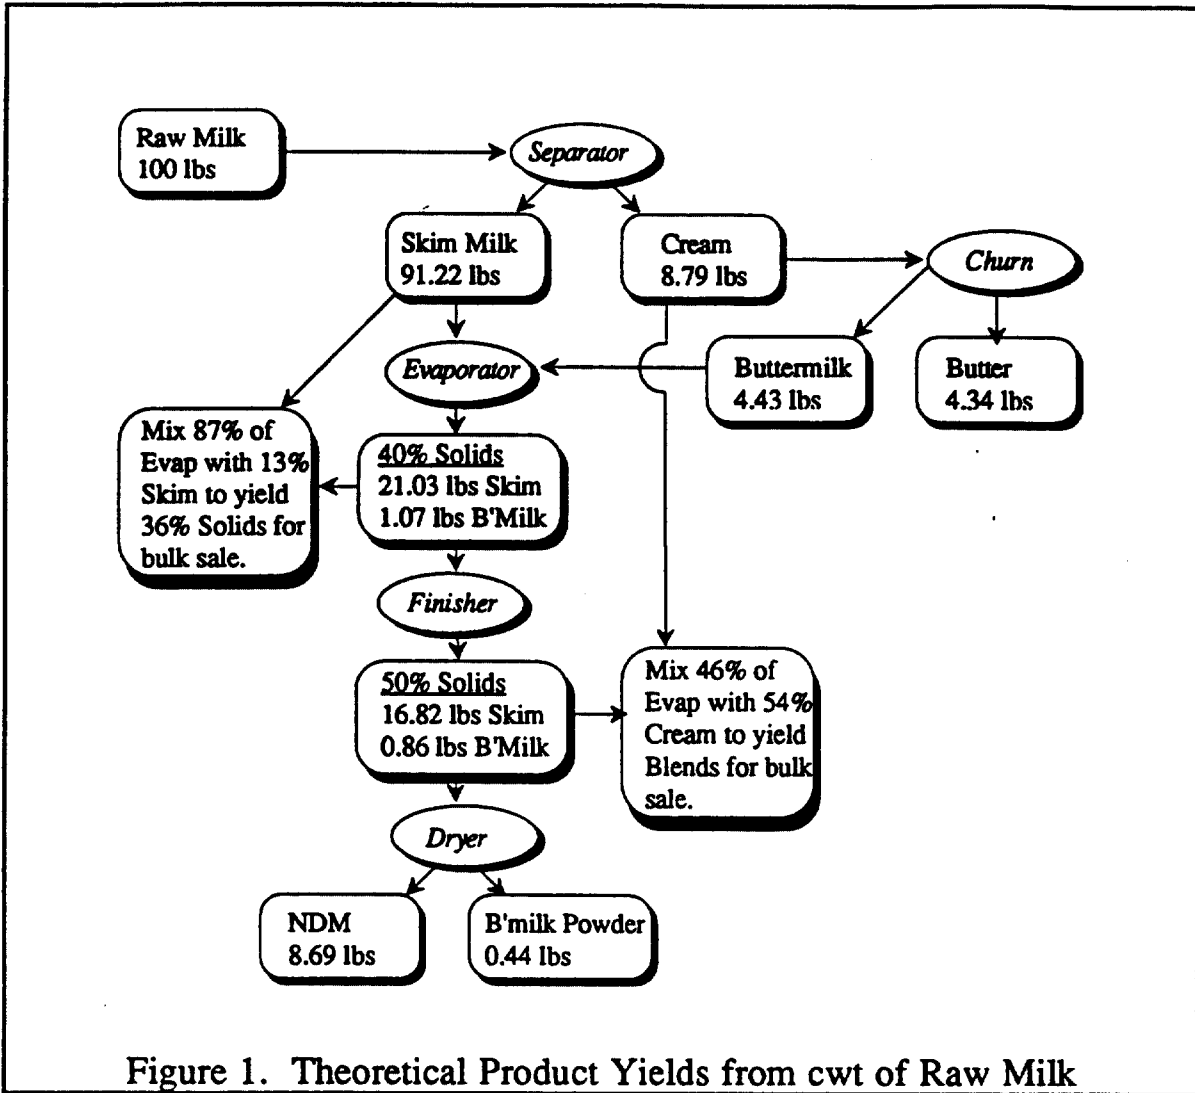 Raw Milk
100 lbs
Separator
Skim Milk
91.22 lbs
Cream
8.79 lbs
Churn
Evaporator
Buttermilk
4.43 lbs
Butter
4.34 lbs
Mix 87% of
Evap with 13%
Skim to yield
36% Solids for
bulk sale.
40% Solids
21.03 lbs Skim
1.07 lbs B'Milk
Finisher
50% Solids
16.82 lbs Skim
0.86 lbs B'Milk
Mix 46% of
Evap with 54%
Cream to yield
Blends for bulk
sale.
Dryer
NDM
8.69 lbs
B'milk Powder
0.44 lbs
Figure 1. Theoretical Product Yields from cwt of Raw Milk